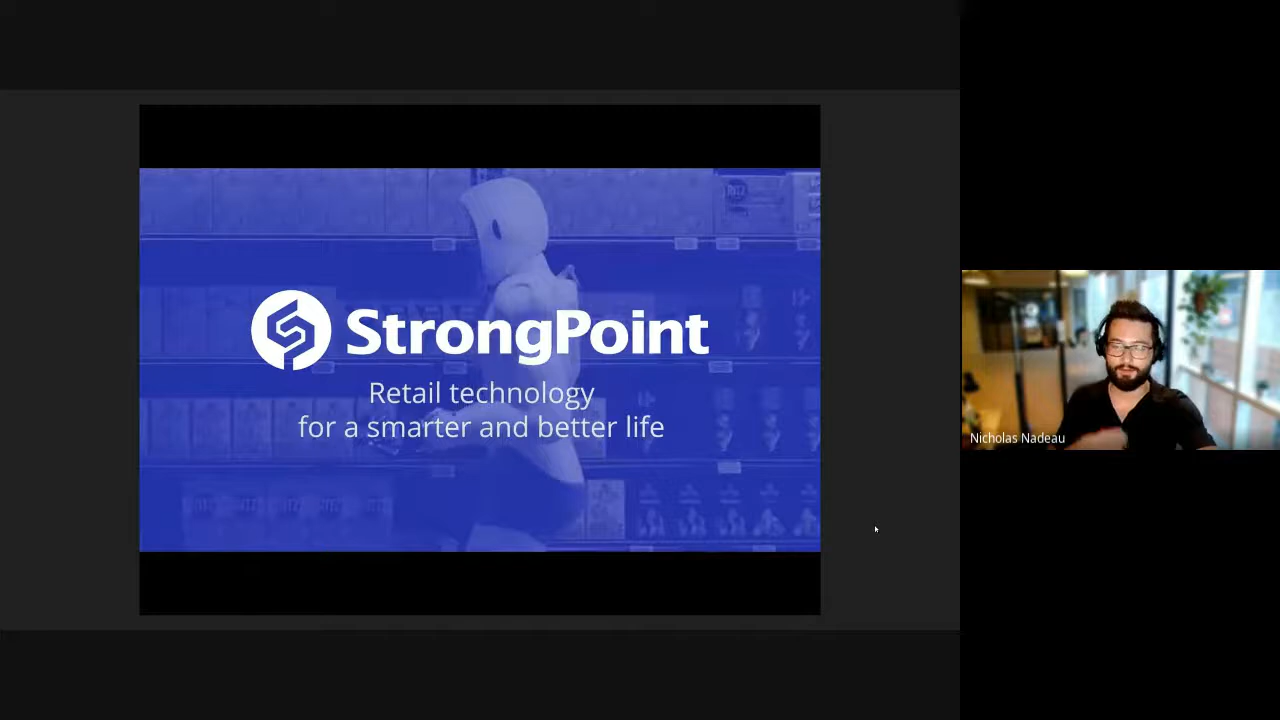 StrongPoint
Retail technology
for a smarter and better life
Nicholas Nadeau